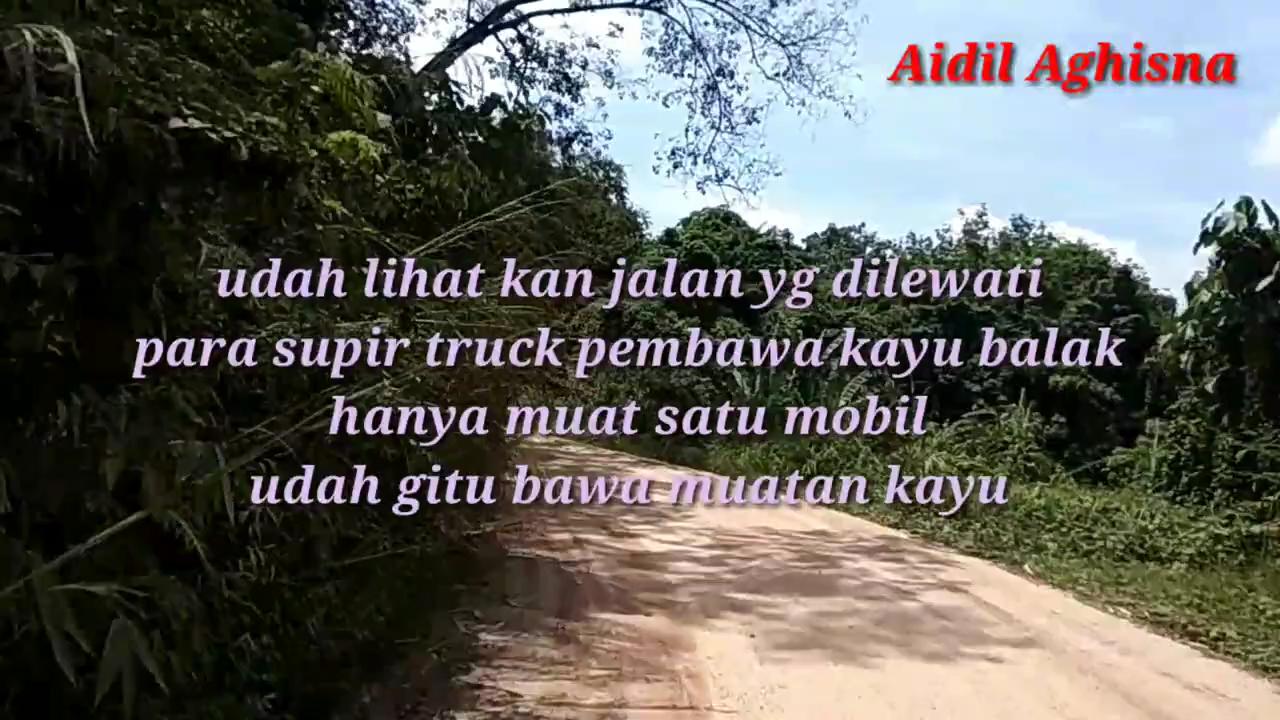 Aidil Aghisna
udah lihat kan jalan yg dilewati
para supir truck pembawa kayu balak
hanya muat satu mobil
udah gitu bawa muatan kayu